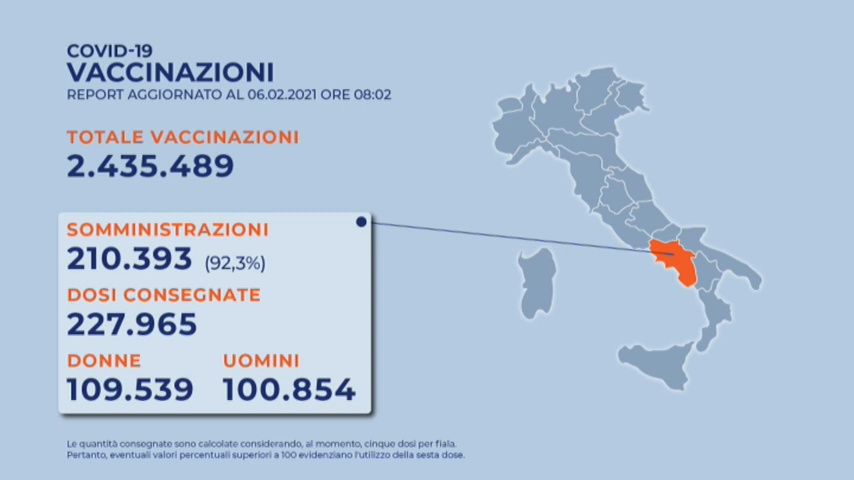 COVID-19
VACCINAZIONI
REPORT AGGIORNATO AL 06.02.2021 ORE 08:02
TOTALE VACCINAZIONI
2.435.489
SOMMINISTRAZIONI
210.393 (92,3%)
DOSI CONSEGNATE
227.965
DONNE UOMINI
109.539 100.854
Le quantità consegnate sono calcolate considerando, al momento, cinque dosi per fiala.
Pertanto, eventuali valori percentuali superiori a 100 evidenziano l'utilizzo della sesta dose.